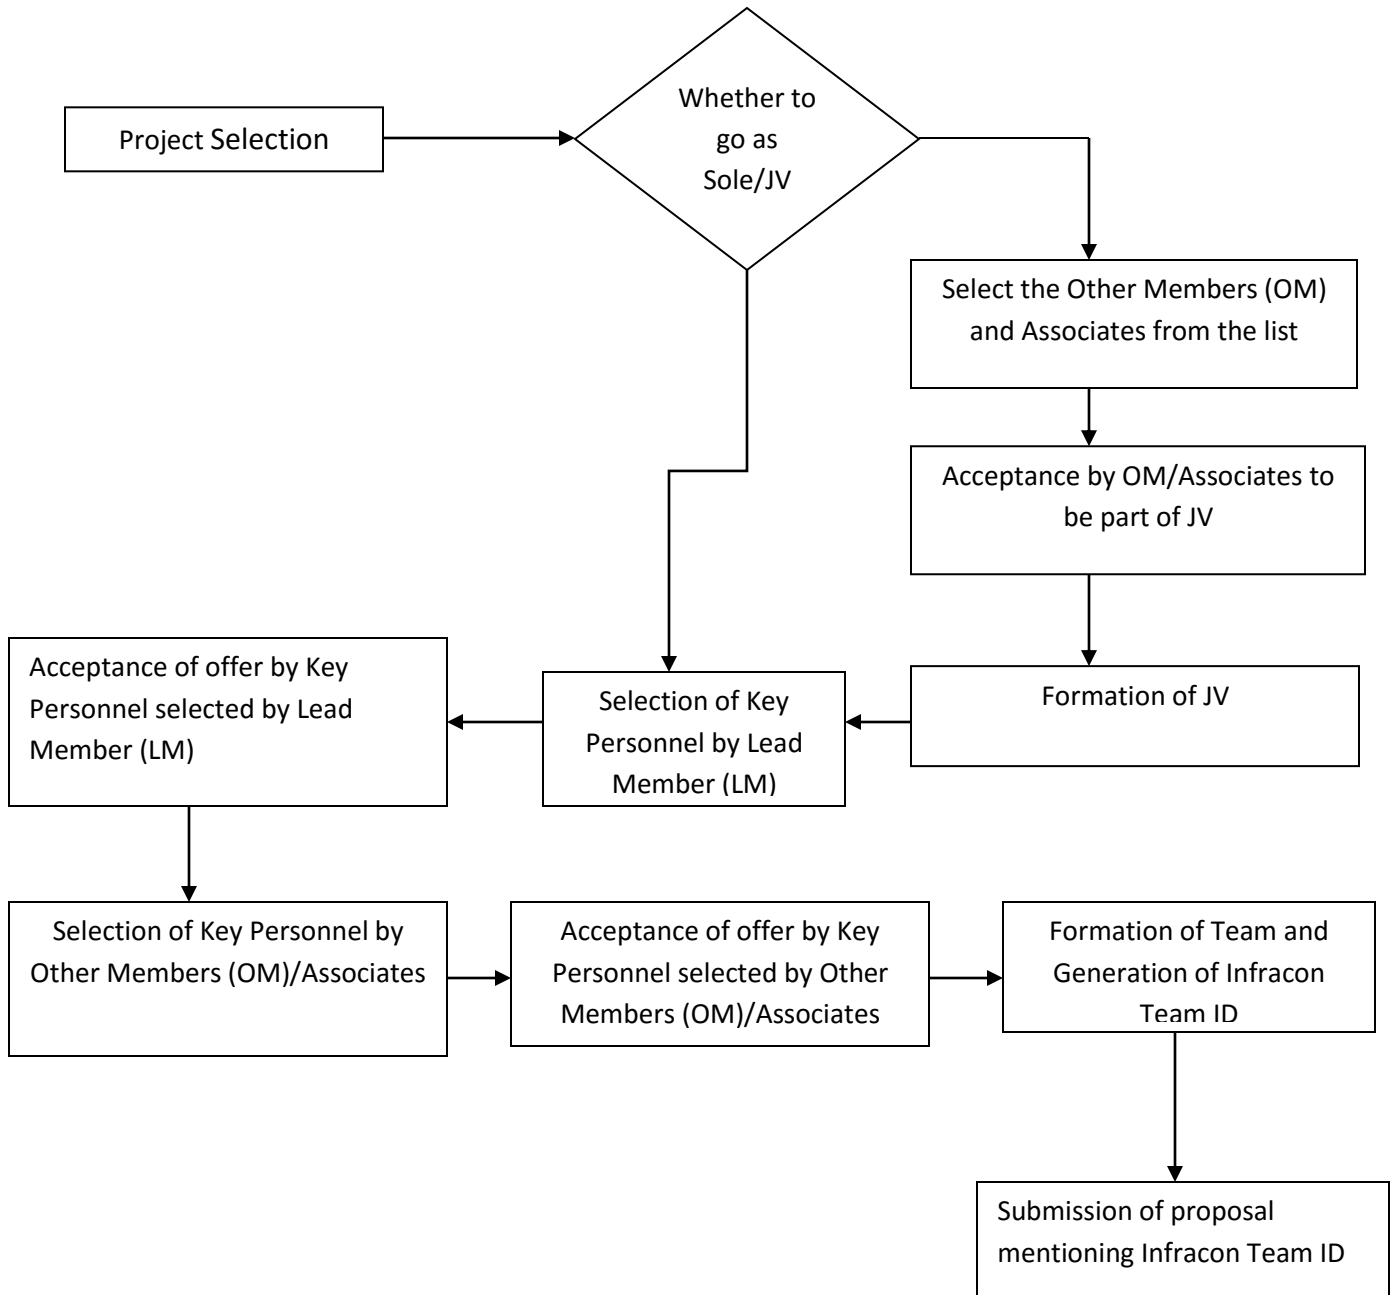 Project Selection
Whether to
go as
Sole/JV
Select the Other Members (OM)
and Associates from the list
Acceptance by OM/Associates to
be part of JV
Formation of JV
Selection of Key
Personnel by Lead
Member (LM)
Acceptance of offer by Key
Personnel selected by Lead
Member (LM)
Selection of Key Personnel by
Other Members (OM)/Associates
Acceptance of offer by Key
Personnel selected by Other
Members (OM)/Associates
Formation of Team and
Generation of Infracon
Team ID
Submission of proposal
mentioning Infracon Team ID